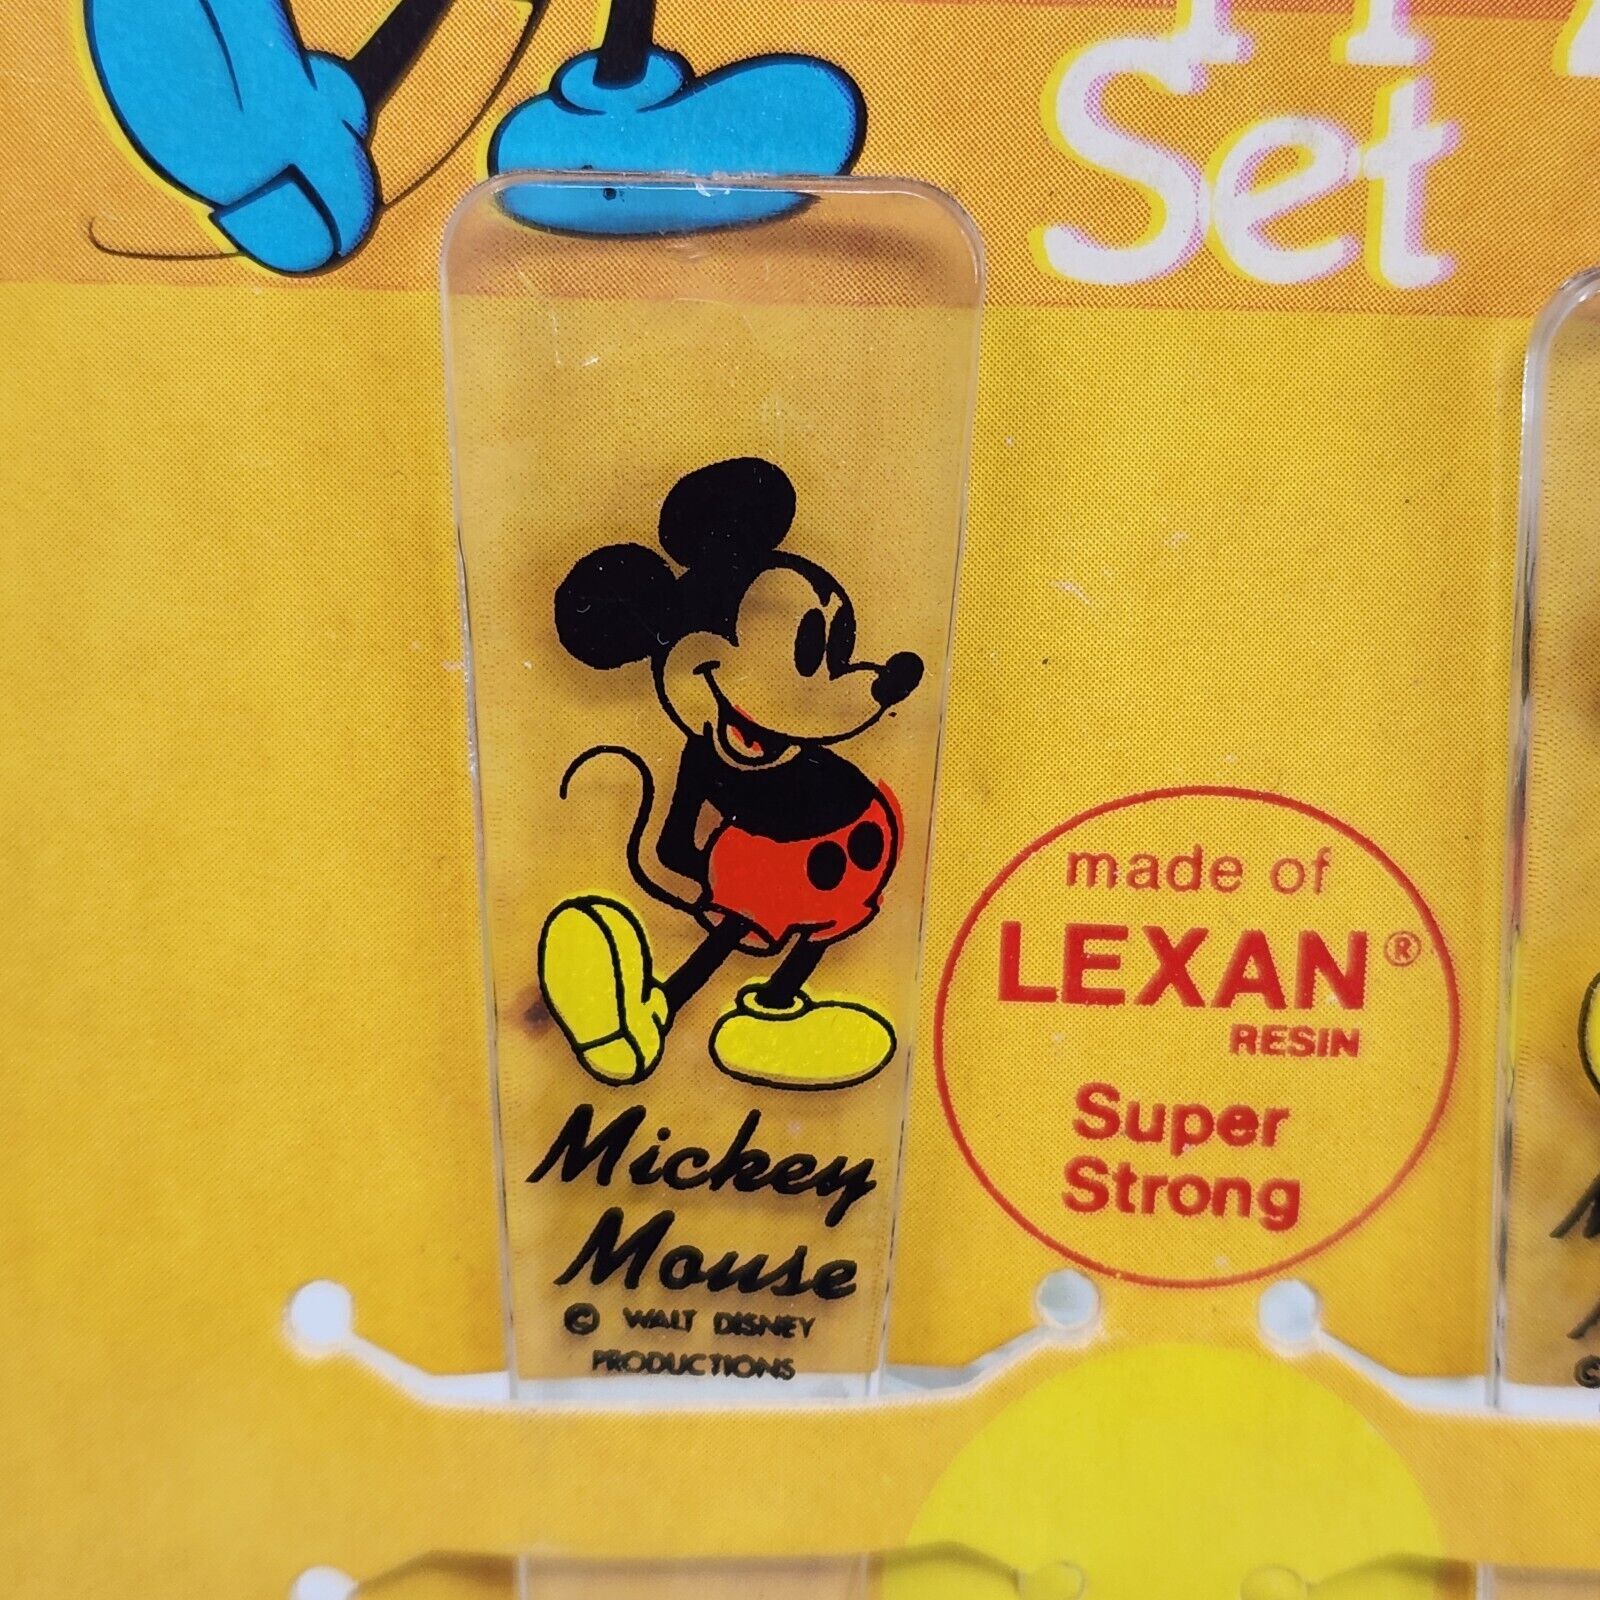 Set
made of
LEXAN®
RESIN
Super
Strong
Mickey
Mouse
© WALT DISNEY
PRODUCTIONS
©